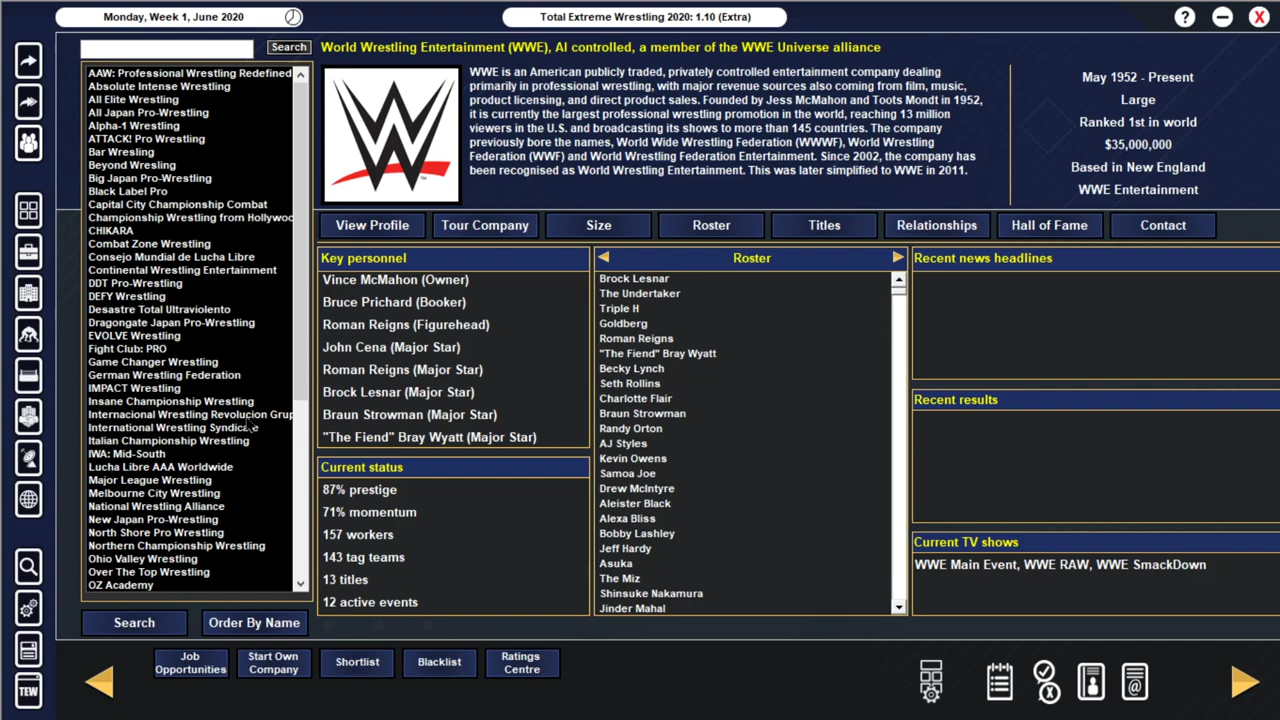 Monday, Week 1, June 2020
Total Extreme Wrestling 2020: 1.10 (Extra)
?
X
Search
World Wrestling Entertainment (WWE), AI controlled, a member of the WWE Universe alliance
AAW: Professional Wrestling Redefined
Absolute Intense Wrestling
All Elite Wrestling
All Japan Pro-Wrestling
Alpha-1 Wrestling
ATTACK! Pro Wrestling
Bar Wrestling
Beyond Wresling
Big Japan Pro-Wrestling
Black Label Pro
Capital City Championship Combat
Championship Wrestling from Hollywoo
CHIKARA
Combat Zone Wrestling
Consejo Mundial de Lucha Libre
Continental Wrestling Entertainment
DDT Pro-Wrestling
DEFY Wrestling
Desastre Total Ultraviolento
Dragongate Japan Pro-Wrestling
EVOLVE Wrestling
Fight Club: PRO
Game Changer Wrestling
German Wrestling Federation
IMPACT Wrestling
Insane Championship Wrestling
Internacional Wrestling Revolucion Grup
International Wrestling Syndicate
Italian Championship Wrestling
IWA: Mid-South
Lucha Libre AAA Worldwide
Major League Wrestling
Melbourne City Wrestling
National Wrestling Alliance
New Japan Pro-Wrestling
North Shore Pro Wrestling
Northern Championship Wrestling
Ohio Valley Wrestling
Over The Top Wrestling
OZ Academy
Search
Order By Name
WWE is an American publicly traded, privately controlled entertainment company dealing
primarily in professional wrestling, with major revenue sources also coming from film, music,
product licensing, and direct product sales. Founded by Jess McMahon and Toots Mondt in 1952,
it is currently the largest professional wrestling promotion in the world, reaching 13 million
viewers in the U.S. and broadcasting its shows to more than 145 countries. The company
previously bore the names, World Wide Wrestling Federation (WWWF), World Wrestling
Federation (WWF) and World Wrestling Federation Entertainment. Since 2002, the company has
been recognised as World Wrestling Entertainment. This was later simplified to WWE in 2011.
May 1952 - Present
Large
Ranked 1st in world
$35,000,000
Based in New England
WWE Entertainment
View Profile
Tour Company
Size
Roster
Titles
Relationships
Hall of Fame
Contact
Key personnel
Vince McMahon (Owner)
Bruce Prichard (Booker)
Roman Reigns (Figurehead)
John Cena (Major Star)
Roman Reigns (Major Star)
Brock Lesnar (Major Star)
Braun Strowman (Major Star)
"The Fiend" Bray Wyatt (Major Star)
Current status
87% prestige
71% momentum
157 workers
143 tag teams
13 titles
12 active events
Roster
Brock Lesnar
The Undertaker
Triple H
Goldberg
Roman Reigns
"The Fiend" Bray Wyatt
Becky Lynch
Seth Rollins
Charlotte Flair
Braun Strowman
Randy Orton
AJ Styles
Kevin Owens
Samoa Joe
Drew McIntyre
Aleister Black
Alexa Bliss
Bobby Lashley
Jeff Hardy
Asuka
The Miz
Shinsuke Nakamura
Jinder Mahal
Recent news headlines
Recent results
Current TV shows
WWE Main Event, WWE RAW, WWE SmackDown
Job
Opportunities
Start Own
Company
Shortlist
Blacklist
Ratings
Centre
TEW